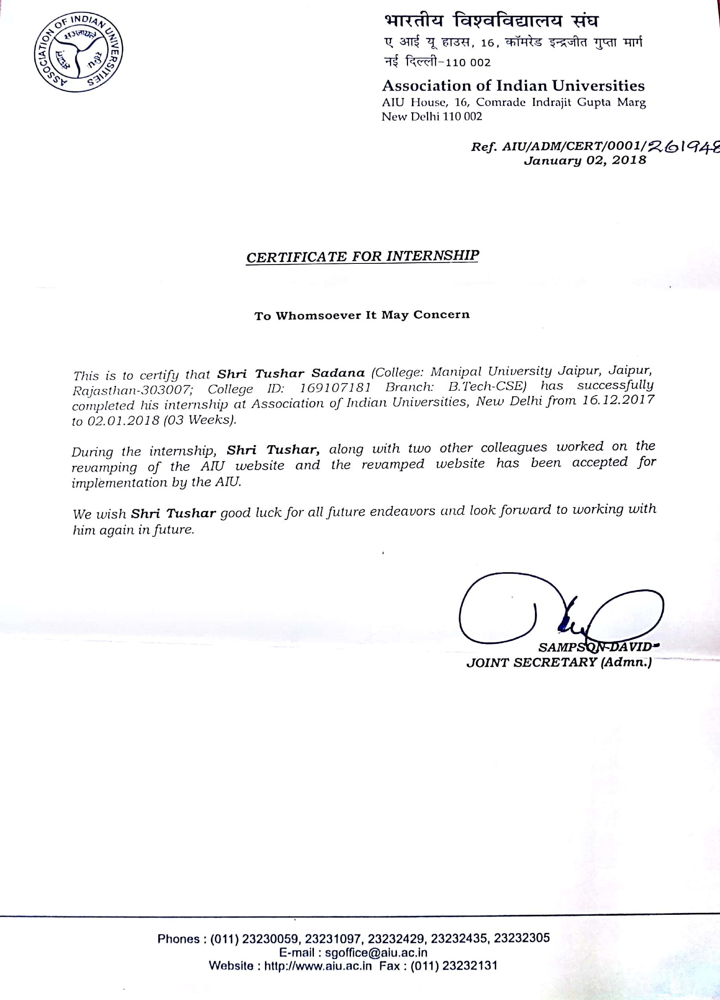 ASSOCIATION OF INDIAN UNIVERSITIES
भारतीय विश्वविद्यालय संघ
ए आई यू हाउस, 16, कॉमरेड इन्द्रजीत गुप्ता मार्ग
नई दिल्ली-110 002
Association of Indian Universities
AIU House, 16, Comrade Indrajit Gupta Marg
New Delhi 110 002
Ref. AIU/ADM/CERT/0001/261948
January 02, 2018
CERTIFICATE FOR INTERNSHIP
To Whomsoever It May Concern
This is to certify that Shri Tushar Sadana (College: Manipal University Jaipur, Jaipur,
Rajasthan-303007; College ID: 169107181 Branch: B.Tech-CSE) has successfully
completed his internship at Association of Indian Universities, New Delhi from 16.12.2017
to 02.01.2018 (03 Weeks).
During the internship, Shri Tushar, along with two other colleagues worked on the
revamping of the AIU website and the revamped website has been accepted for
implementation by the AIU.
We wish Shri Tushar good luck for all future endeavors and look forward to working with
him again in future.
SAMPSON DAVID
JOINT SECRETARY (Admn.)
Phones : (011) 23230059, 23231097, 23232429, 23232435, 23232305
E-mail : sgoffice@aiu.ac.in
Website : http://www.aiu.ac.in Fax : (011) 23232131